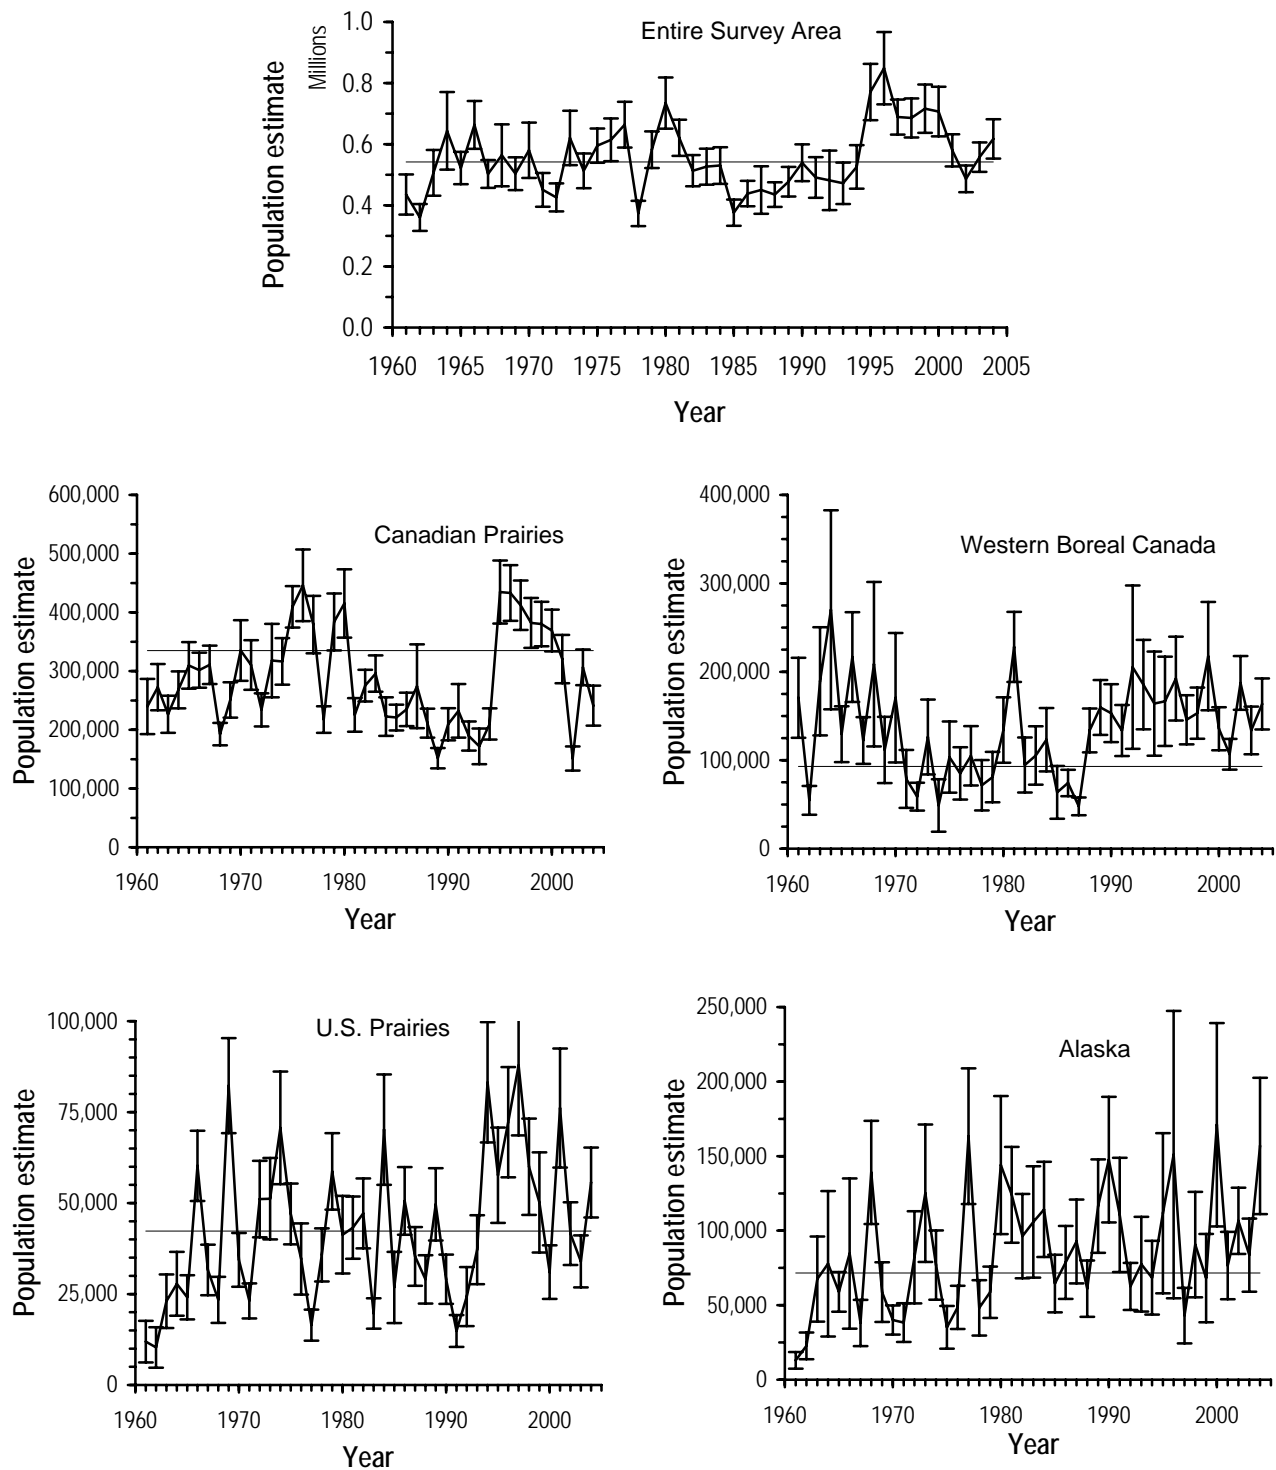 Entire Survey Area
Population estimate
Millions
1.0
0.8
0.6
0.4
0.2
0.0
1960 1965 1970 1975 1980 1985 1990 1995 2000 2005
Year
Canadian Prairies
Population estimate
600,000
500,000
400,000
300,000
200,000
100,000
0
1960 1970 1980 1990 2000
Year
Western Boreal Canada
Population estimate
400,000
300,000
200,000
100,000
0
1960 1970 1980 1990 2000
Year
U.S. Prairies
Population estimate
100,000
75,000
50,000
25,000
0
1960 1970 1980 1990 2000
Year
Alaska
Population estimate
250,000
200,000
150,000
100,000
50,000
0
1960 1970 1980 1990 2000
Year